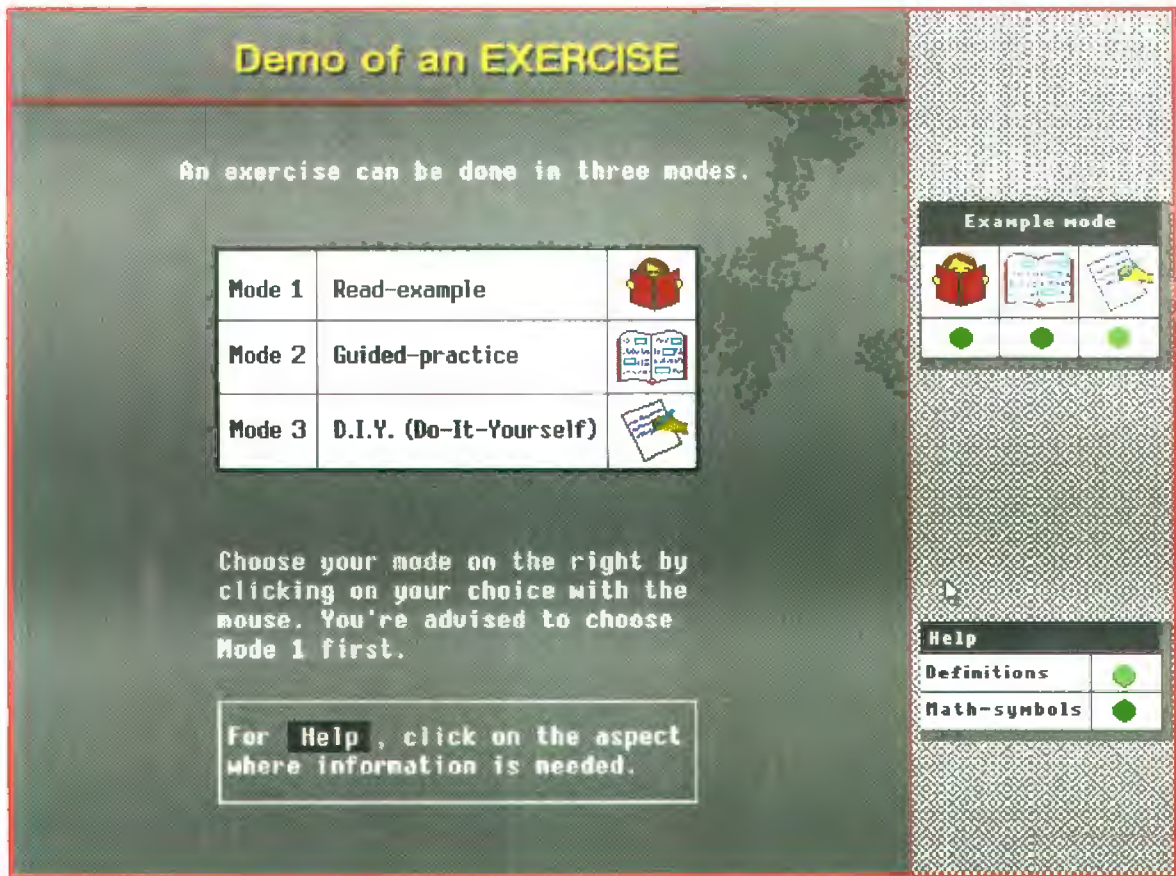 Demo of an EXERCISE
An exercise can be done in three modes.
Mode 1 Read-example
Mode 2 Guided-practice
Mode 3 D.I.Y. (Do-It-Yourself)
Choose your mode on the right by
clicking on your choice with the
mouse. You're advised to choose
Mode 1 first.
For Help, click on the aspect
where information is needed.
Example mode
Help
Definitions
Math-symbols